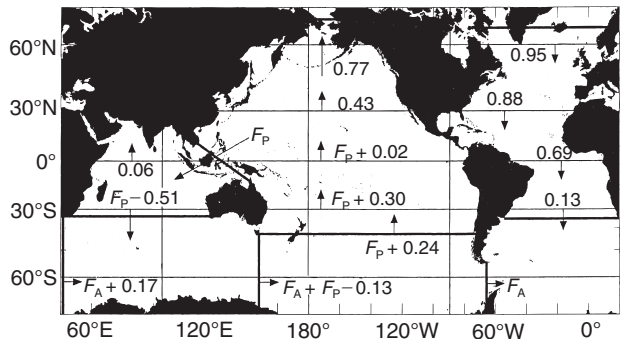 60°N
0.95
0.77
30°N
0.43
0.88
F_P
0°
0.06
F_P + 0.02
0.69
F_P−0.51
F_P + 0.30
0.13
30°S
F_P + 0.24
60°S
F_A + 0.17
F_A + F_P−0.13
F_A
60°E 120°E 180° 120°W 60°W 0°